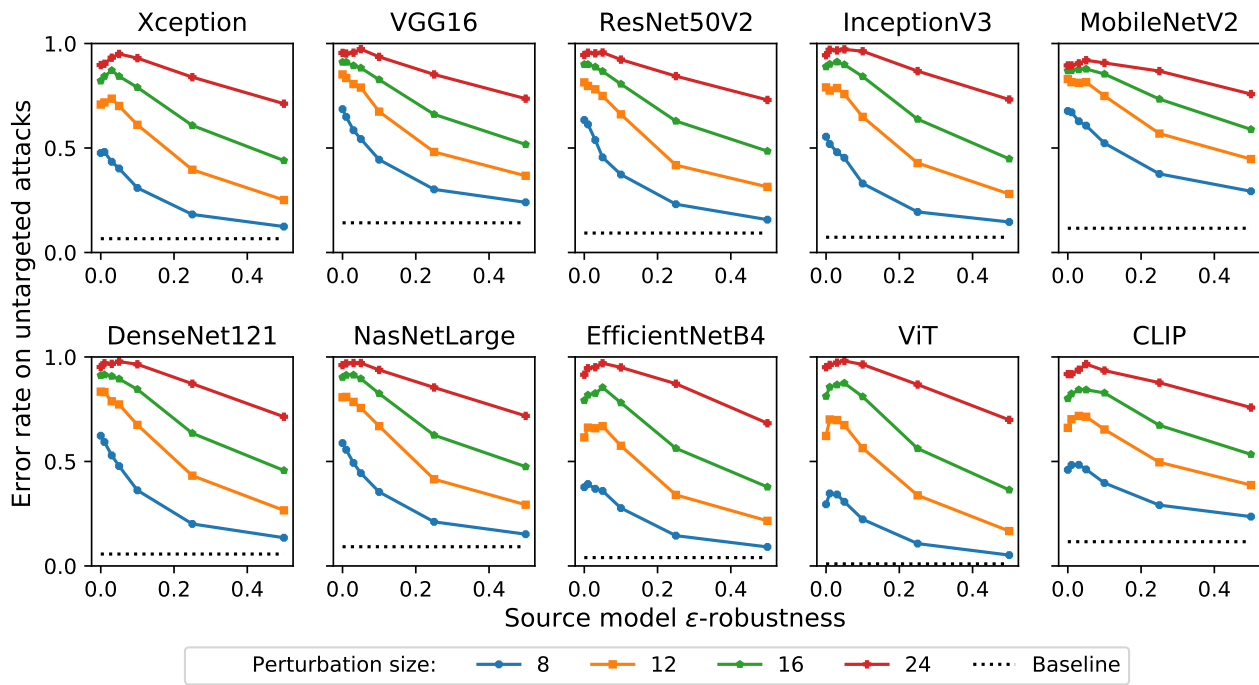 Xception VGG16 ResNet50V2 InceptionV3 MobileNetV2
1.0
0.5
0.0
0.0 0.2 0.4 0.0 0.2 0.4 0.0 0.2 0.4 0.0 0.2 0.4 0.0 0.2 0.4
Error rate on untargeted attacks
DenseNet121 NasNetLarge EfficientNetB4 ViT CLIP
1.0
0.5
0.0
0.0 0.2 0.4 0.0 0.2 0.4 0.0 0.2 0.4 0.0 0.2 0.4 0.0 0.2 0.4
Source model ε-robustness
Perturbation size: 8 12 16 24 Baseline